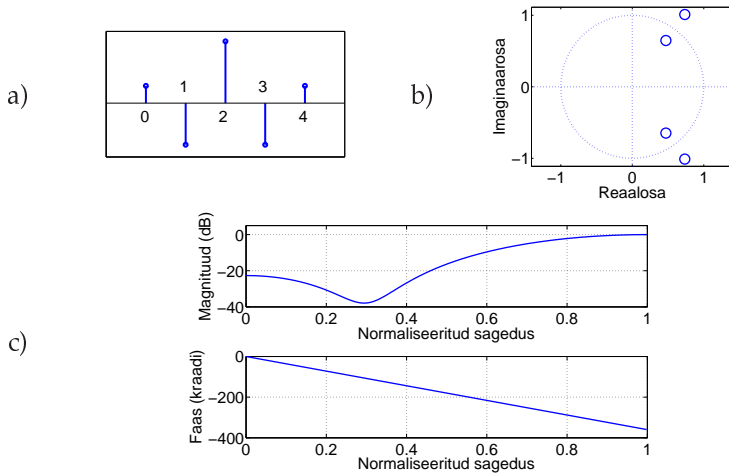 a)
1 3
0 2 4
b)
Imaginaarosa
1
0
−1
−1 0 1
Reaalosa
c)
Magnituud (dB)
0
−20
−40
0 0.2 0.4 0.6 0.8 1
Normaliseeritud sagedus
Faas (kraadi)
0
−200
−400
0 0.2 0.4 0.6 0.8 1
Normaliseeritud sagedus